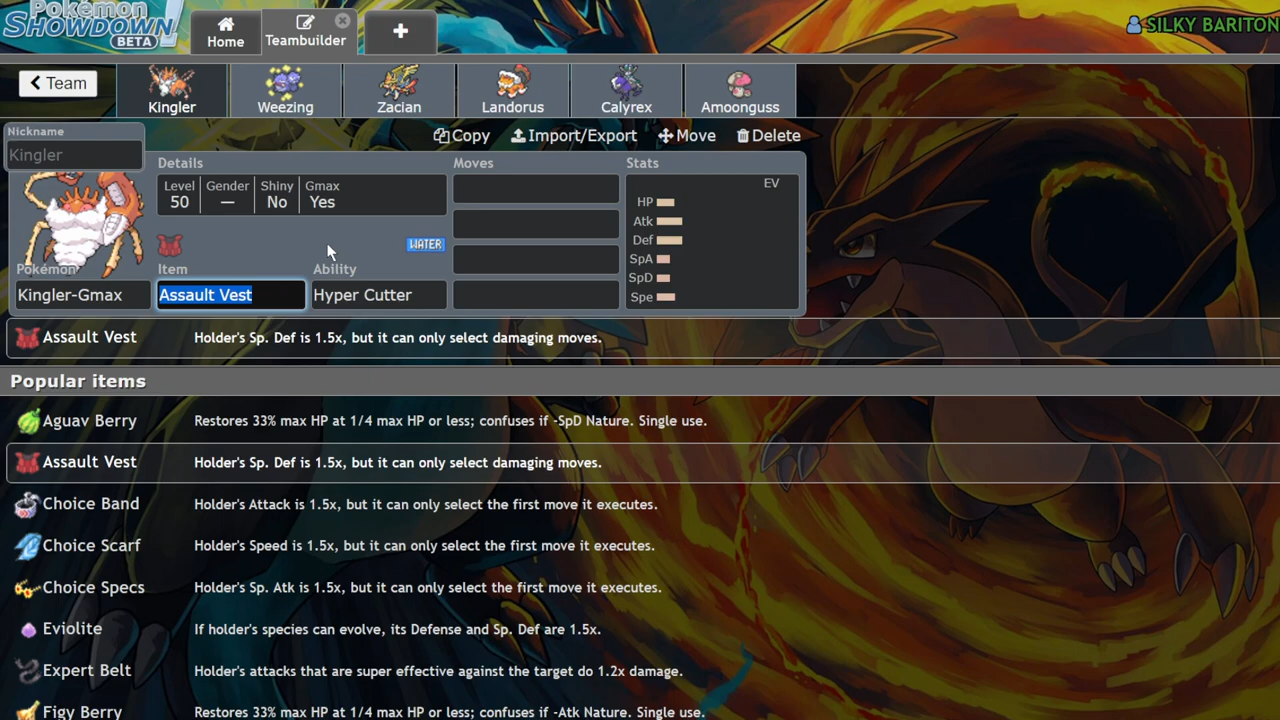 Pokémon
SHOWDOWN!
BETA
Home
Teambuilder
+
SILKY BARITON
< Team
Kingler
Weezing
Zacian
Landorus
Calyrex
Amoonguss
Copy
Import/Export
Move
Delete
Nickname
Kingler
Details
Moves
Stats
Level
Gender
Shiny
Gmax
50
—
No
Yes
EV
HP
Atk
Def
SpA
SpD
Spe
WATER
Pokémon
Item
Ability
Kingler-Gmax
Assault Vest
Hyper Cutter
Assault Vest Holder's Sp. Def is 1.5x, but it can only select damaging moves.
Popular items
Aguav Berry Restores 33% max HP at 1/4 max HP or less; confuses if -SpD Nature. Single use.
Assault Vest Holder's Sp. Def is 1.5x, but it can only select damaging moves.
Choice Band Holder's Attack is 1.5x, but it can only select the first move it executes.
Choice Scarf Holder's Speed is 1.5x, but it can only select the first move it executes.
Choice Specs Holder's Sp. Atk is 1.5x, but it can only select the first move it executes.
Eviolite If holder's species can evolve, its Defense and Sp. Def are 1.5x.
Expert Belt Holder's attacks that are super effective against the target do 1.2x damage.
Figy Berry Restores 33% max HP at 1/4 max HP or less; confuses if -Atk Nature. Single use.